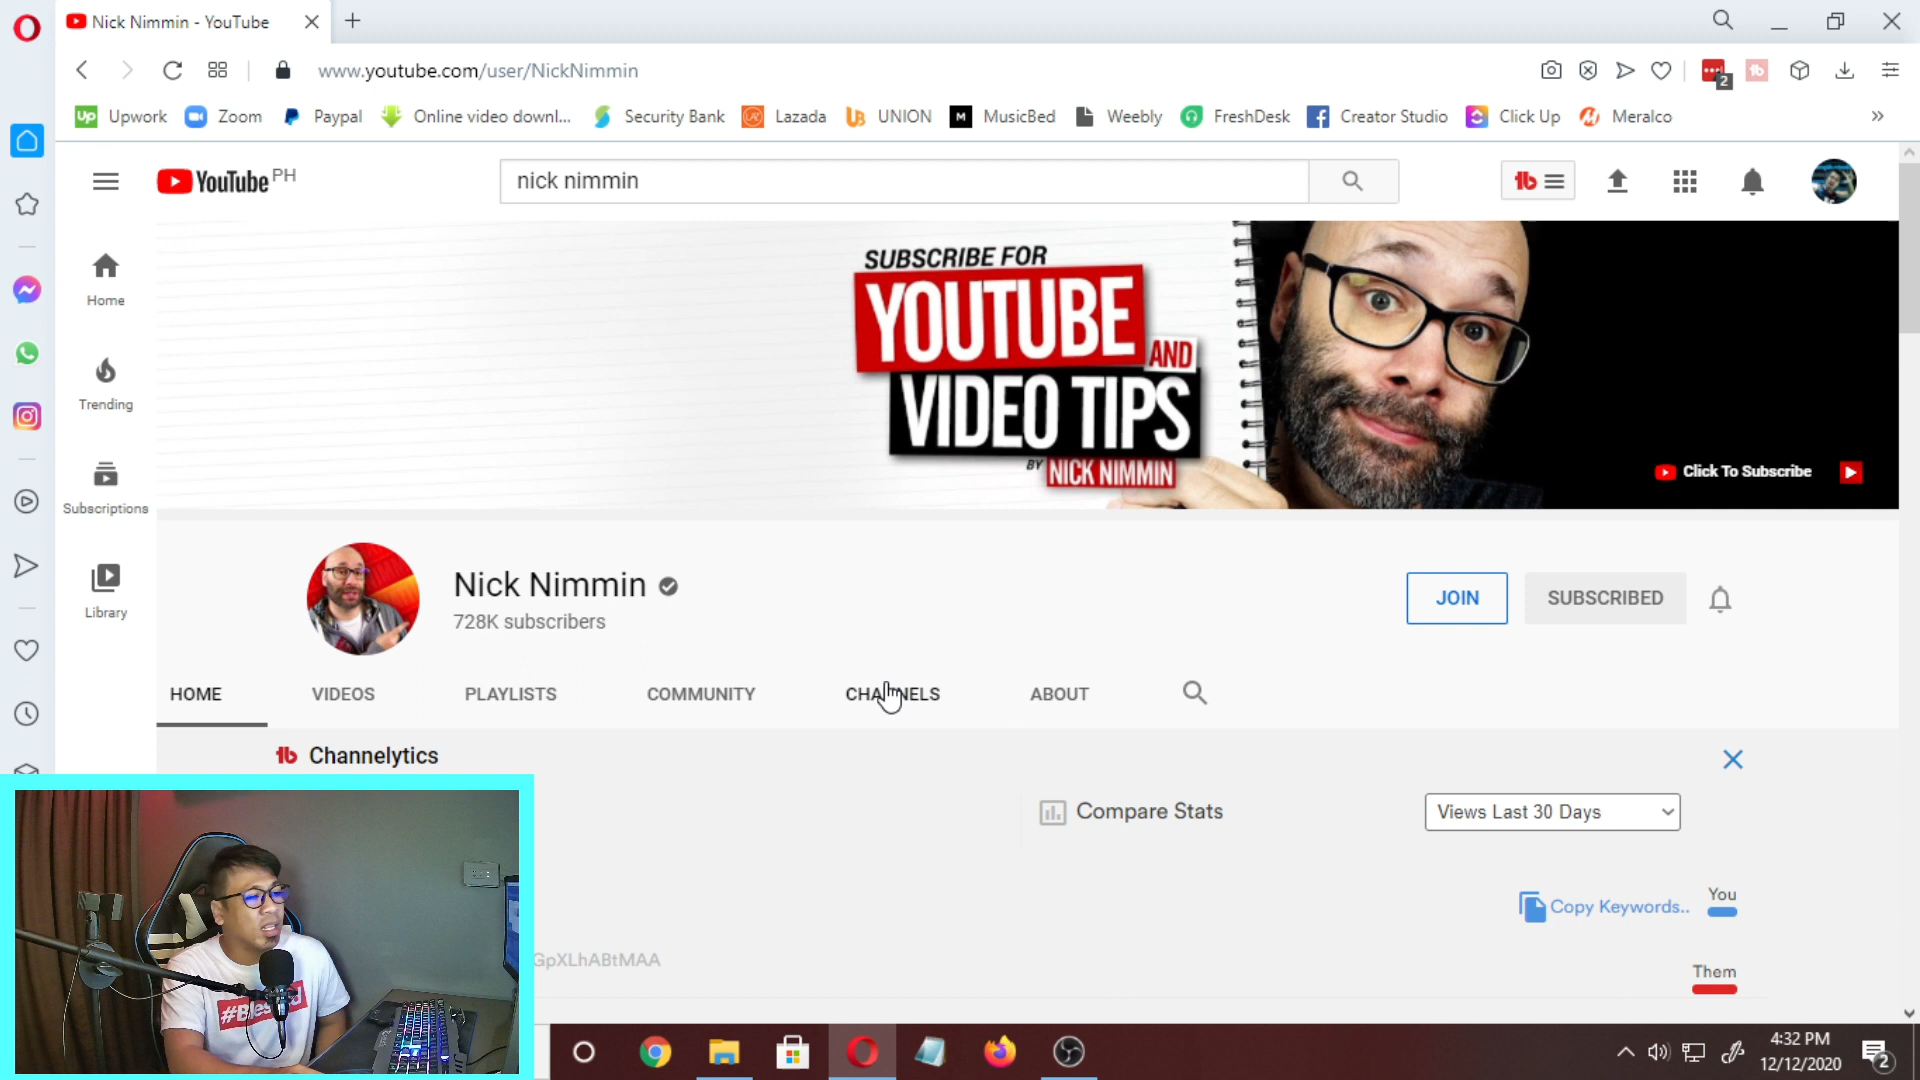 Nick Nimmin - YouTube
www.youtube.com/user/NickNimmin
2
Upwork Zoom Paypal Online video downl... Security Bank Lazada UNION MusicBed Weebly FreshDesk Creator Studio Click Up Meralco
YouTube PH
nick nimmin
Home
Trending
Subscriptions
Library
SUBSCRIBE FOR
YOUTUBE
AND
VIDEO TIPS
BY NICK NIMMIN
Click To Subscribe
Nick Nimmin
728K subscribers
JOIN
SUBSCRIBED
HOME VIDEOS PLAYLISTS COMMUNITY CHANNELS ABOUT
Channelytics
Compare Stats
Views Last 30 Days
Copy Keywords..
You
GpXLhABtMAA
Them
4:32 PM
12/12/2020
2